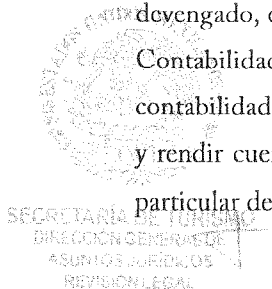 devengado, c
Contabilidad
contabilidad
y rendir cue
particular de
SECRETARÍA DE TURISMO
DIRECCIÓN GENERAL DE
ASUNTOS JURÍDICOS
REVISIÓN LEGAL